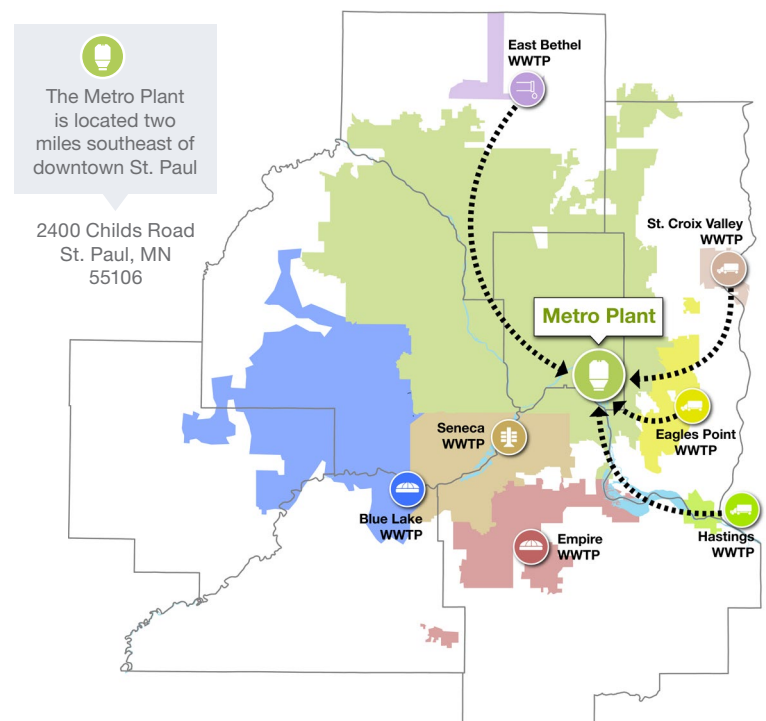 The Metro Plant
is located two
miles southeast of
downtown St. Paul
2400 Childs Road
St. Paul, MN
55106
East Bethel
WWTP
St. Croix Valley
WWTP
Metro Plant
Seneca
WWTP
Eagles Point
WWTP
Blue Lake
WWTP
Empire
WWTP
Hastings
WWTP